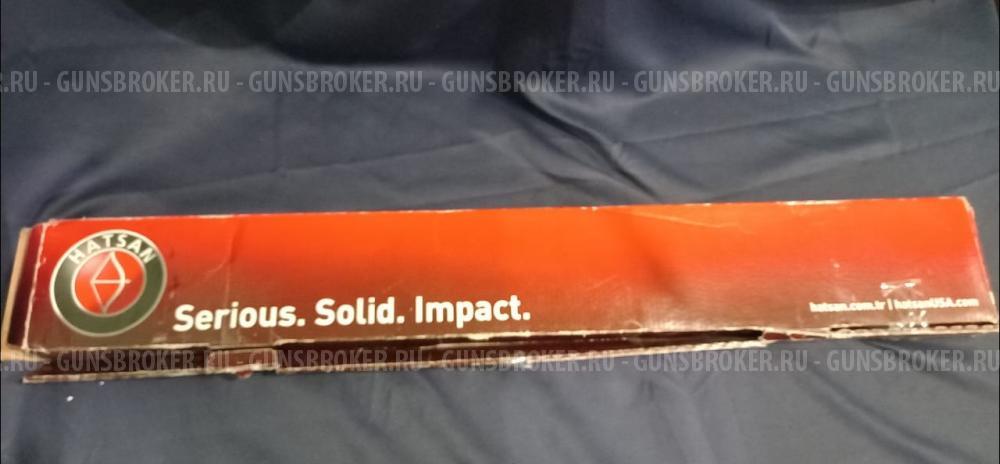 .RU - GUNSBROKER.RU - GUNSBROKER.RU - GUNSBROKER.RU - GUNSBROKER.RU - GUNSBROKER.RU
HATSAN
Serious. Solid. Impact.
hatsan.com.tr | hatsanUSA.com
.RU - GUNSBROKER.RU - GUNSBROKER.RU - GUNSBROKER.RU - GUNSBROKER.RU - GUNSBROKER.RU